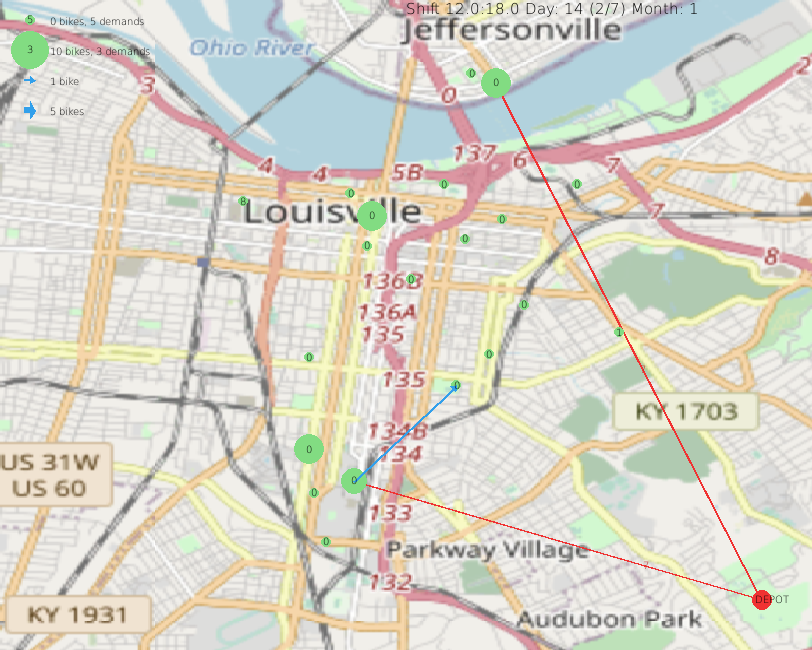 Shift 12.0:18.0 Day: 14 (2/7) Month: 1
5 0 bikes, 5 demands
3 10 bikes, 3 demands
1 bike
5 bikes
Jeffersonville
Ohio River
3
0
0
0
2
137
6
7
4
4
5B
7
0
0
0
8
Louisville
0
0
0
0
8
136B
0
136A
0
135
1
0
0
135
0
KY 1703
134B
134
US 31W
US 60
0
0
0
133
0
Parkway Village
132
DEPOT
KY 1931
Audubon Park